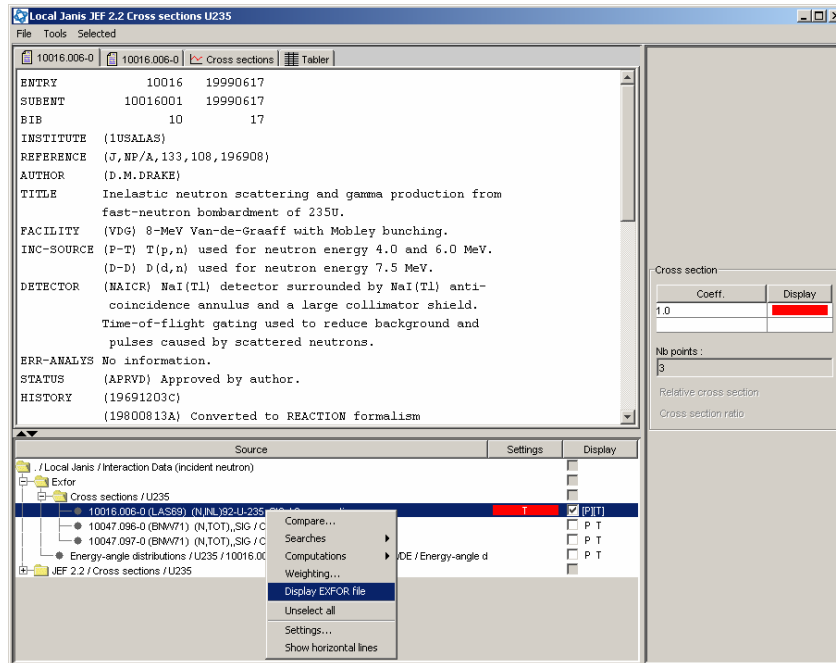 Local Janis JEF 2.2 Cross sections U235
File Tools Selected
10016.006-0 10016.006-0 Cross sections Tabler
ENTRY 10016 19990617
SUBENT 10016001 19990617
BIB 10 17
INSTITUTE (1USALAS)
REFERENCE (J,NP/A,133,108,196908)
AUTHOR (D.M.DRAKE)
TITLE Inelastic neutron scattering and gamma production from
fast-neutron bombardment of 235U.
FACILITY (VDG) 8-MeV Van-de-Graaff with Mobley bunching.
INC-SOURCE (P-T) T(p,n) used for neutron energy 4.0 and 6.0 MeV.
(D-D) D(d,n) used for neutron energy 7.5 MeV.
DETECTOR (NAICR) NaI(Tl) detector surrounded by NaI(Tl) anti-
coincidence annulus and a large collimator shield.
Time-of-flight gating used to reduce background and
pulses caused by scattered neutrons.
ERR-ANALYS No information.
STATUS (APRVD) Approved by author.
HISTORY (19691203C)
(19800813A) Converted to REACTION formalism
Cross section
Coeff. Display
1.0
Nb points :
3
Relative cross section
Cross section ratio
Source Settings Display
. / Local Janis / Interaction Data (incident neutron)
Exfor
Cross sections / U235
10016.006-0 (LAS69) (N,INL)92-U-235, T [P][T]
10047.096-0 (BNW71) (N,TOT),,SIG / C P T
10047.097-0 (BNW71) (N,TOT),,SIG / C P T
Energy-angle distributions / U235 / 10016.00 /DE / Energy-angle d P T
JEF 2.2 / Cross sections / U235
Compare...
Searches
Computations
Weighting...
Display EXFOR file
Unselect all
Settings...
Show horizontal lines